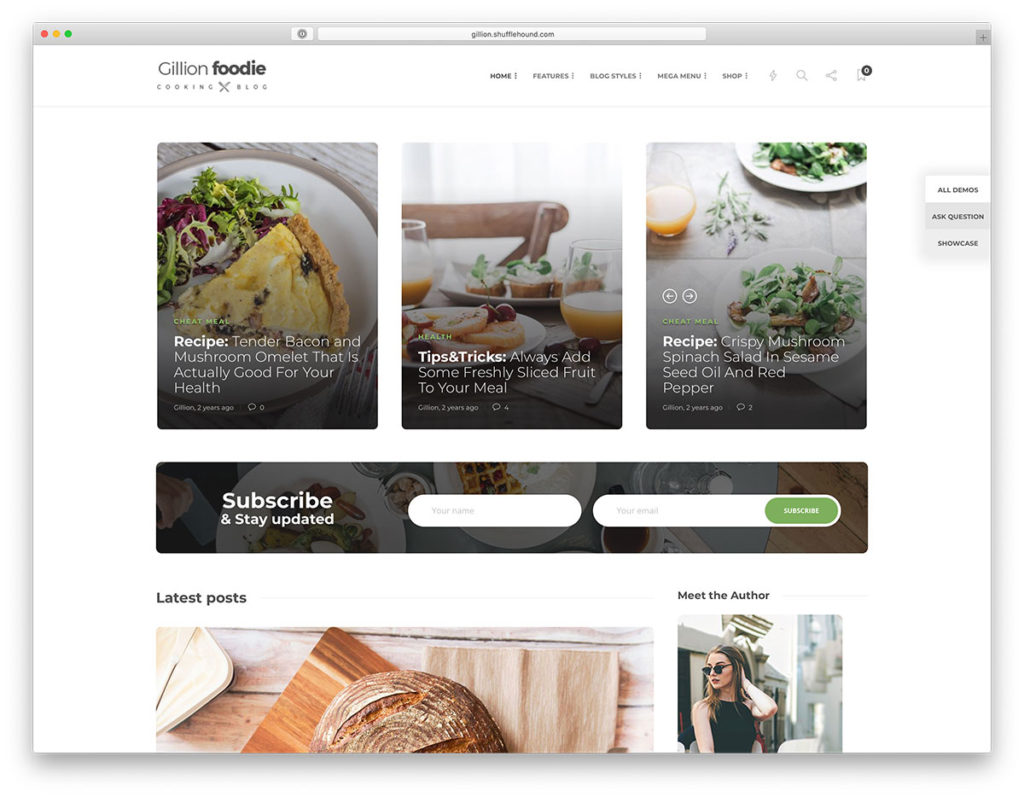 gillion.shufflehound.com
Gillion foodie
COOKING BLOG
HOME FEATURES BLOG STYLES MEGA MENU SHOP 0
ALL DEMOS
ASK QUESTION
SHOWCASE
CHEAT MEAL
Recipe: Tender Bacon and
Mushroom Omelet That Is
Actually Good For Your
Health
Gillion, 2 years ago 0
HEALTH
Tips&Tricks: Always Add
Some Freshly Sliced Fruit
To Your Meal
Gillion, 2 years ago 4
CHEAT MEAL
Recipe: Crispy Mushroom
Spinach Salad In Sesame
Seed Oil And Red
Pepper
Gillion, 2 years ago 2
Subscribe
& Stay updated
Your name
Your email
SUBSCRIBE
Latest posts
Meet the Author